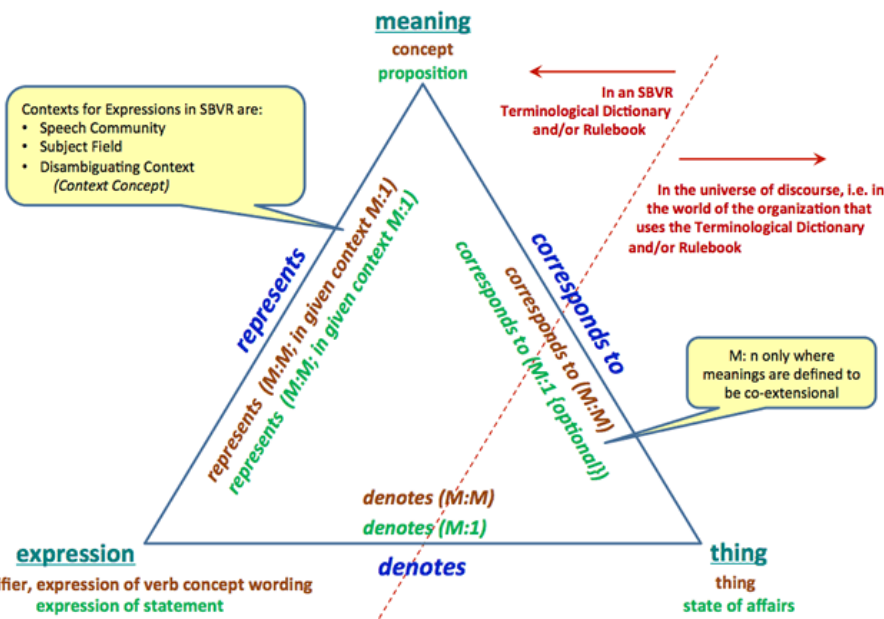 meaning
concept
proposition
Contexts for Expressions in SBVR are:
• Speech Community
• Subject Field
• Disambiguating Context
(Context Concept)
In an SBVR
Terminological Dictionary
and/or Rulebook
In the universe of discourse, i.e. in
the world of the organization that
uses the Terminological Dictionary
and/or Rulebook
represents
represents (M:M; in given context M:1)
represents (M:M; in given context M:1)
corresponds to
corresponds to (M:M)
corresponds to (M:1 {optional})
M: n only where
meanings are defined to
be co-extensional
denotes (M:M)
denotes (M:1)
denotes
expression
expression of verb concept wording
expression of statement
thing
thing
state of affairs